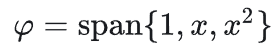 φ = span{1, x, x²}